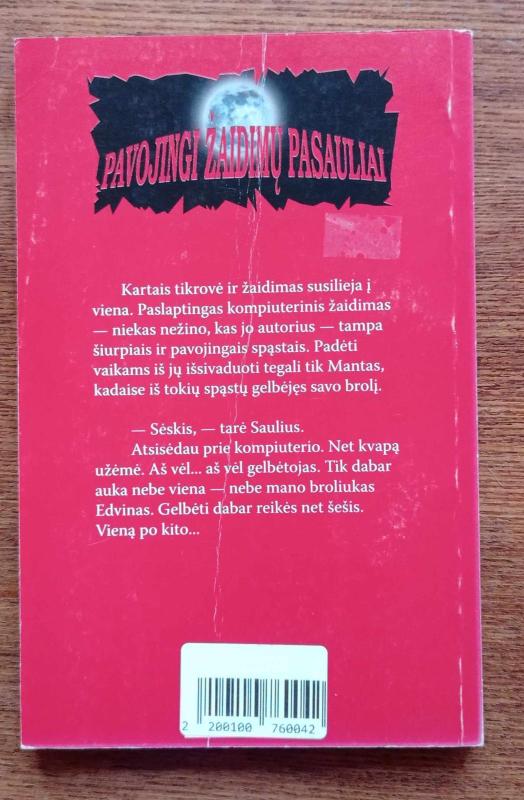 PAVOJINGI ŽAIDIMŲ PASAULIAI
Kartais tikrovė ir žaidimas susilieja į
viena. Paslaptingas kompiuterinis žaidimas
— niekas nežino, kas jo autorius — tampa
šiurpiais ir pavojingais spąstais. Padėti
vaikams iš jų išsivaduoti tegali tik Mantas,
kadaise iš tokių spąstų gelbėjęs savo brolį.
— Sėskis, — tarė Saulius.
Atsisėdau prie kompiuterio. Net kvapą
užėmė. Aš vėl... aš vėl gelbėtojas. Tik dabar
auka nebe viena — nebe mano broliukas
Edvinas. Gelbėti dabar reikės net šešis.
Vieną po kito...
2 200100 760042